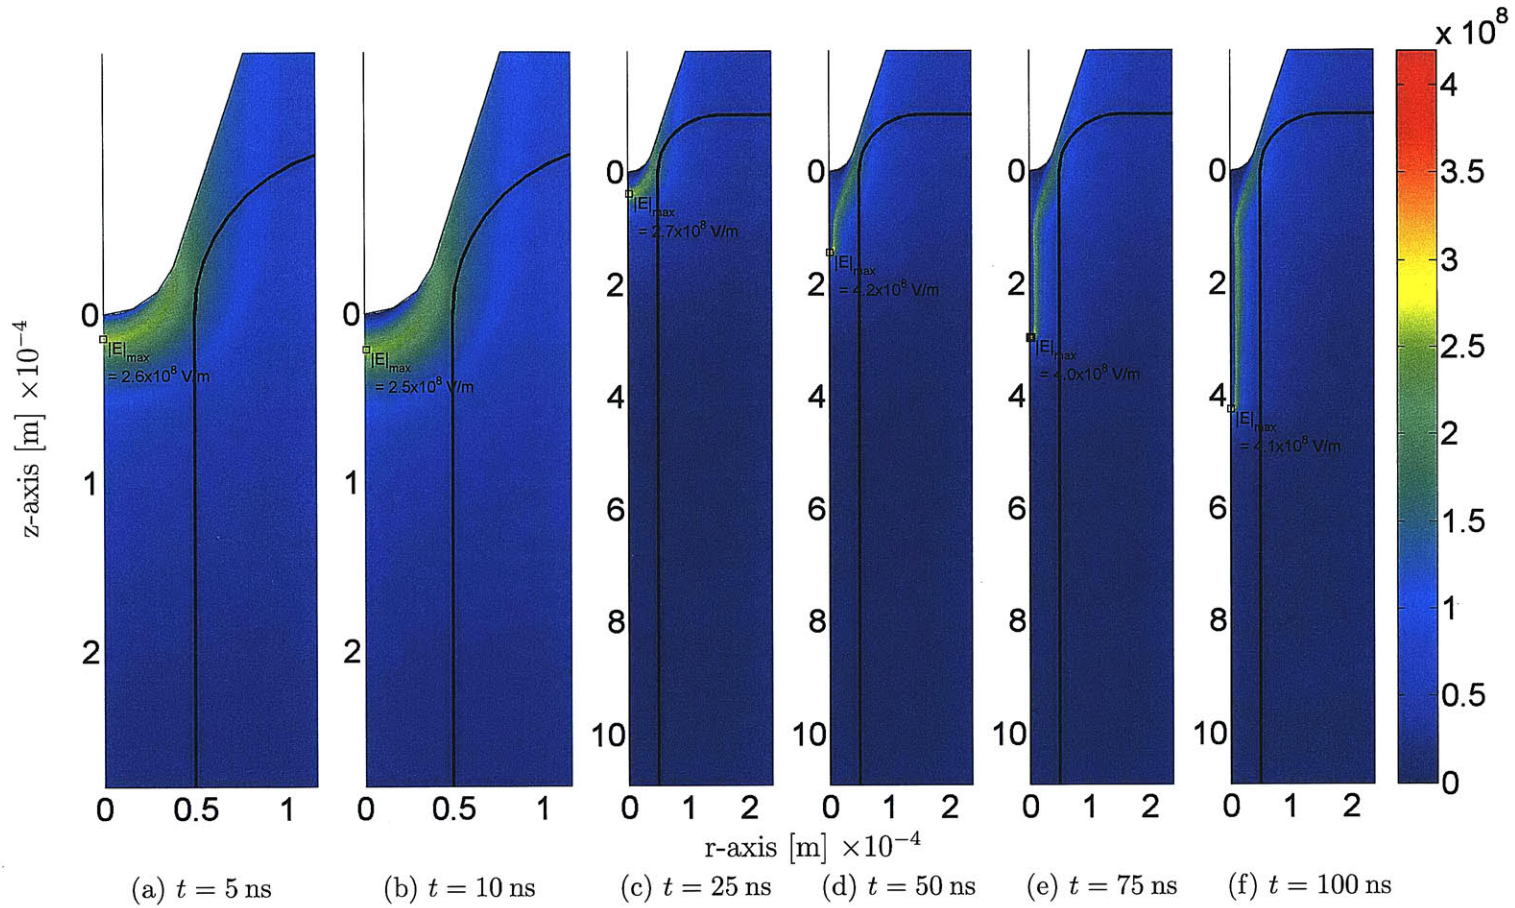 x 10^8
4
3.5
3
2.5
2
1.5
1
0.5
0
z-axis [m] ×10^−4
0
1
2
|E|max
= 2.6x10^8 V/m
0 0.5 1
0
1
2
|E|max
= 2.5x10^8 V/m
0 0.5 1
0
2
4
6
8
10
|E|max
= 2.7x10^8 V/m
0 1 2
0
2
4
6
8
10
|E|max
= 4.2x10^8 V/m
0 1 2
0
2
4
6
8
10
|E|max
= 4.0x10^8 V/m
0 1 2
0
2
4
6
8
10
|E|max
= 4.1x10^8 V/m
0 1 2
r-axis [m] ×10^−4
(a) t = 5 ns
(b) t = 10 ns
(c) t = 25 ns
(d) t = 50 ns
(e) t = 75 ns
(f) t = 100 ns